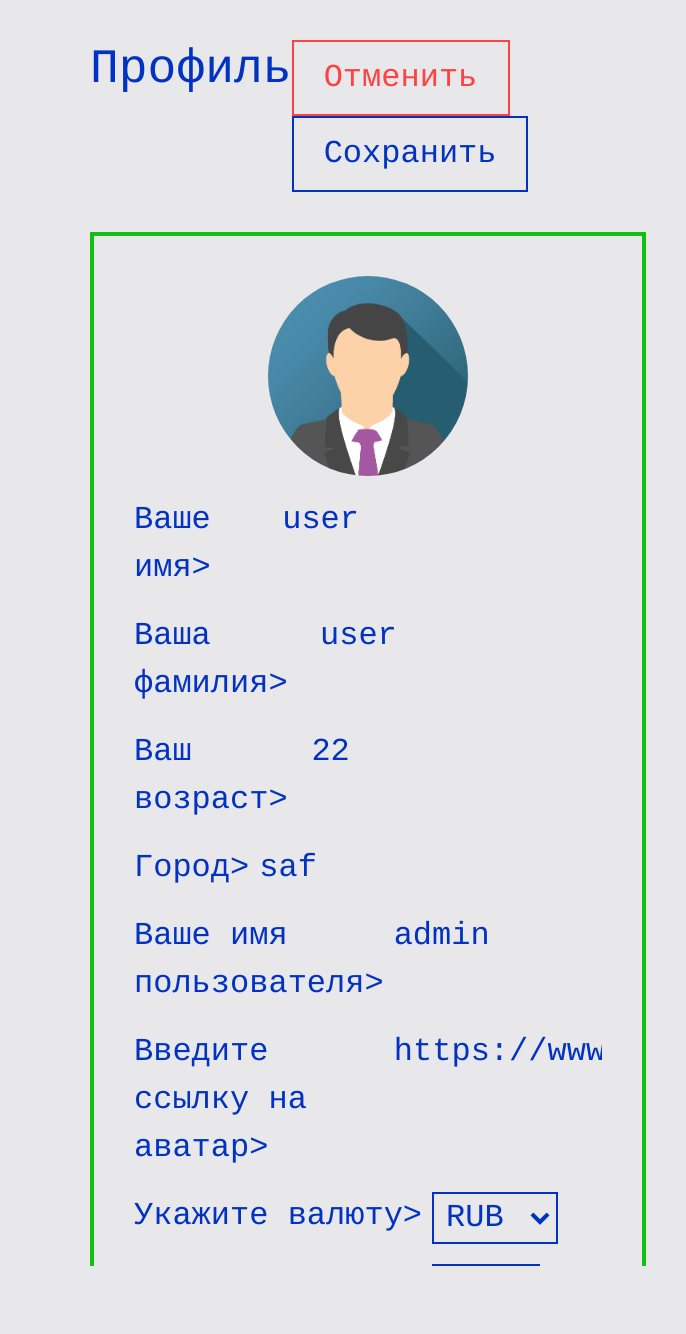 Профиль Отменить
Сохранить
Ваше user
имя>
Ваша user
фамилия>
Ваш 22
возраст>
Город> saf
Ваше имя admin
пользователя>
Введите https://www
ссылку на
аватар>
Укажите валюту> RUB